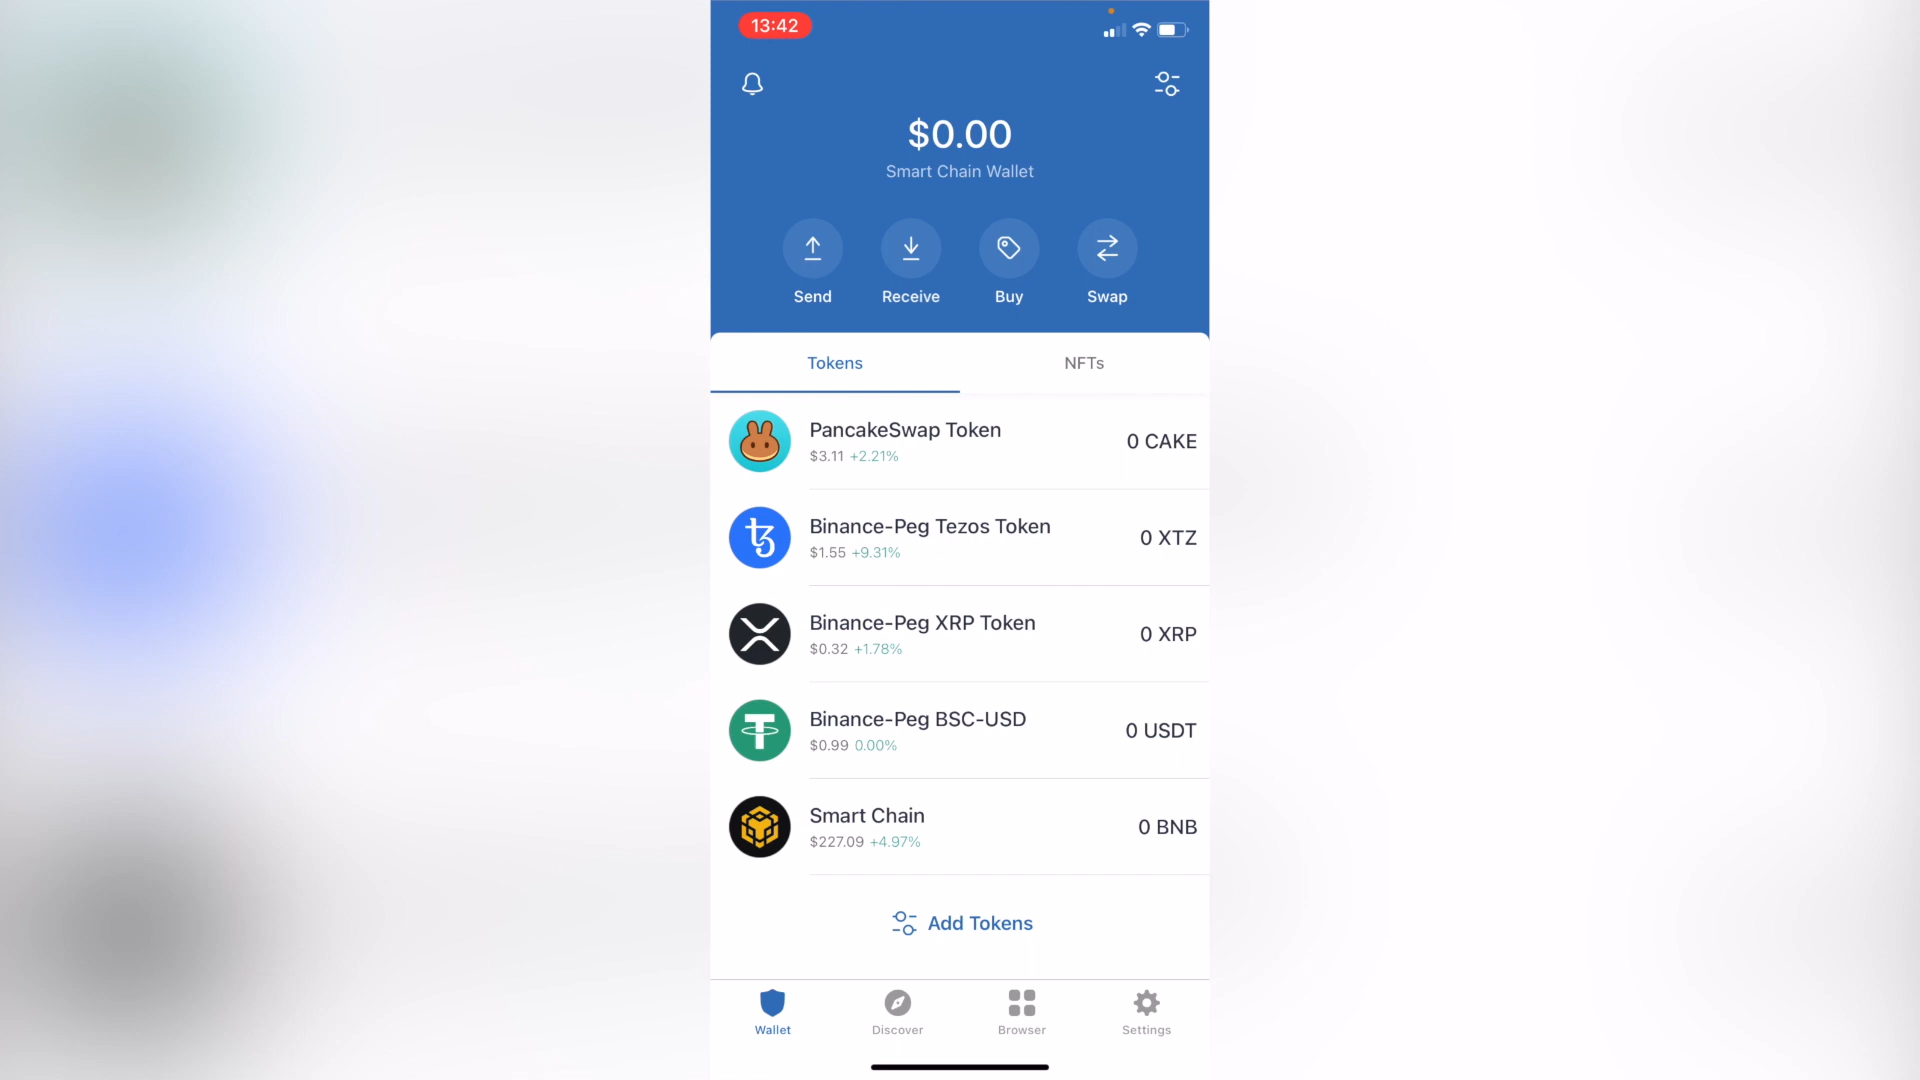 13:42
$0.00
Smart Chain Wallet
Send Receive Buy Swap
Tokens NFTs
PancakeSwap Token
$3.11 +2.21%
0 CAKE
Binance-Peg Tezos Token
$1.55 +9.31%
0 XTZ
Binance-Peg XRP Token
$0.32 +1.78%
0 XRP
Binance-Peg BSC-USD
$0.99 0.00%
0 USDT
Smart Chain
$227.09 +4.97%
0 BNB
Add Tokens
Wallet Discover Browser Settings